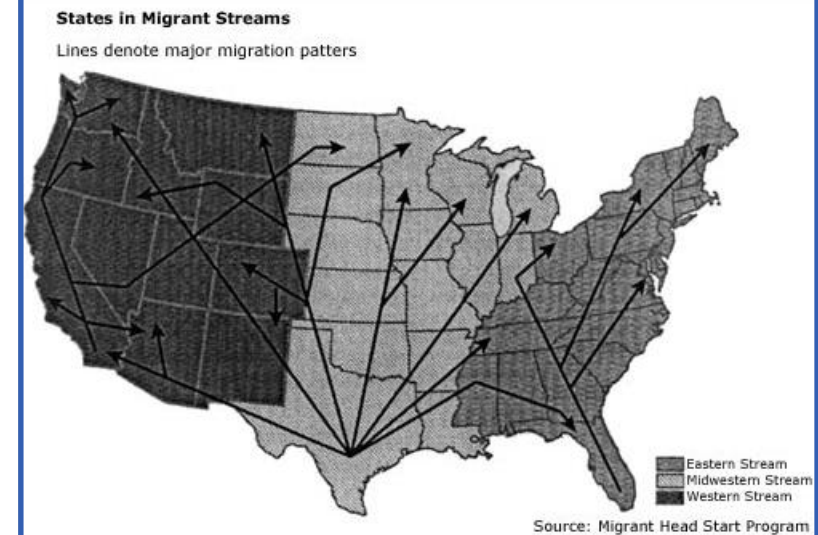 States in Migrant Streams
Lines denote major migration patters
Eastern Stream
Midwestern Stream
Western Stream
Source: Migrant Head Start Program